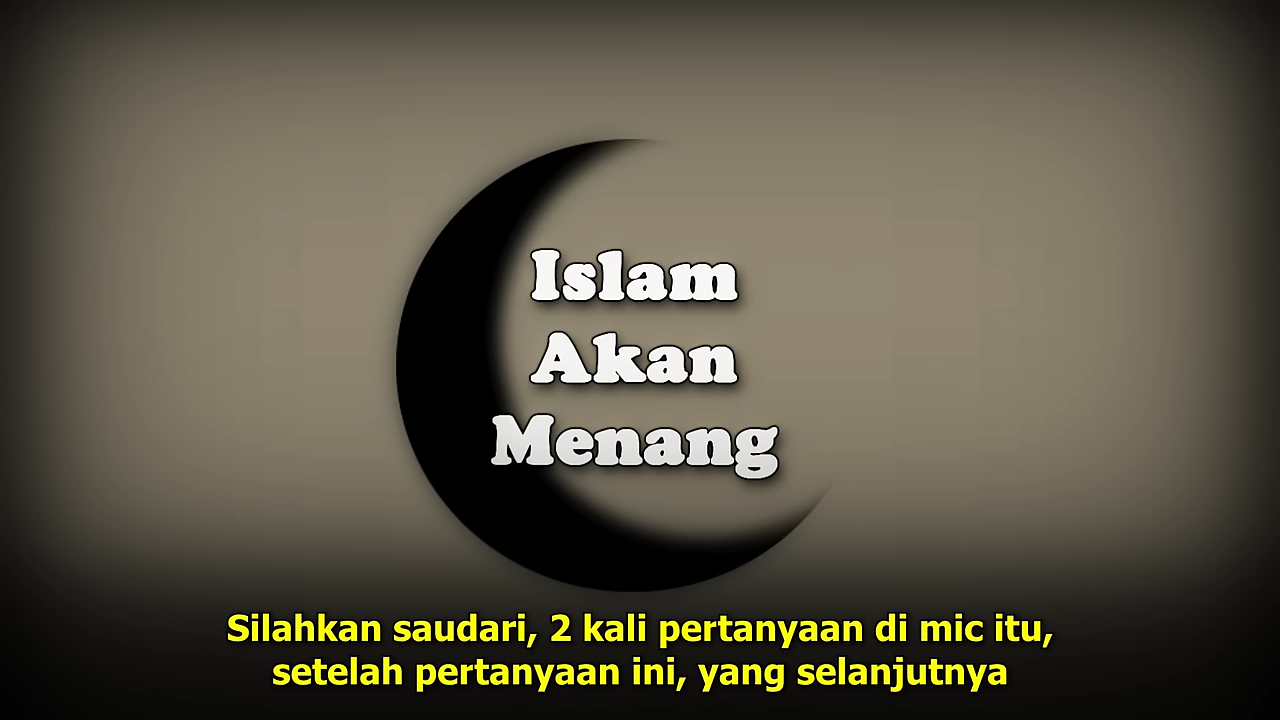 Islam
Akan
Menang
Silahkan saudari, 2 kali pertanyaan di mic itu,
setelah pertanyaan ini, yang selanjutnya